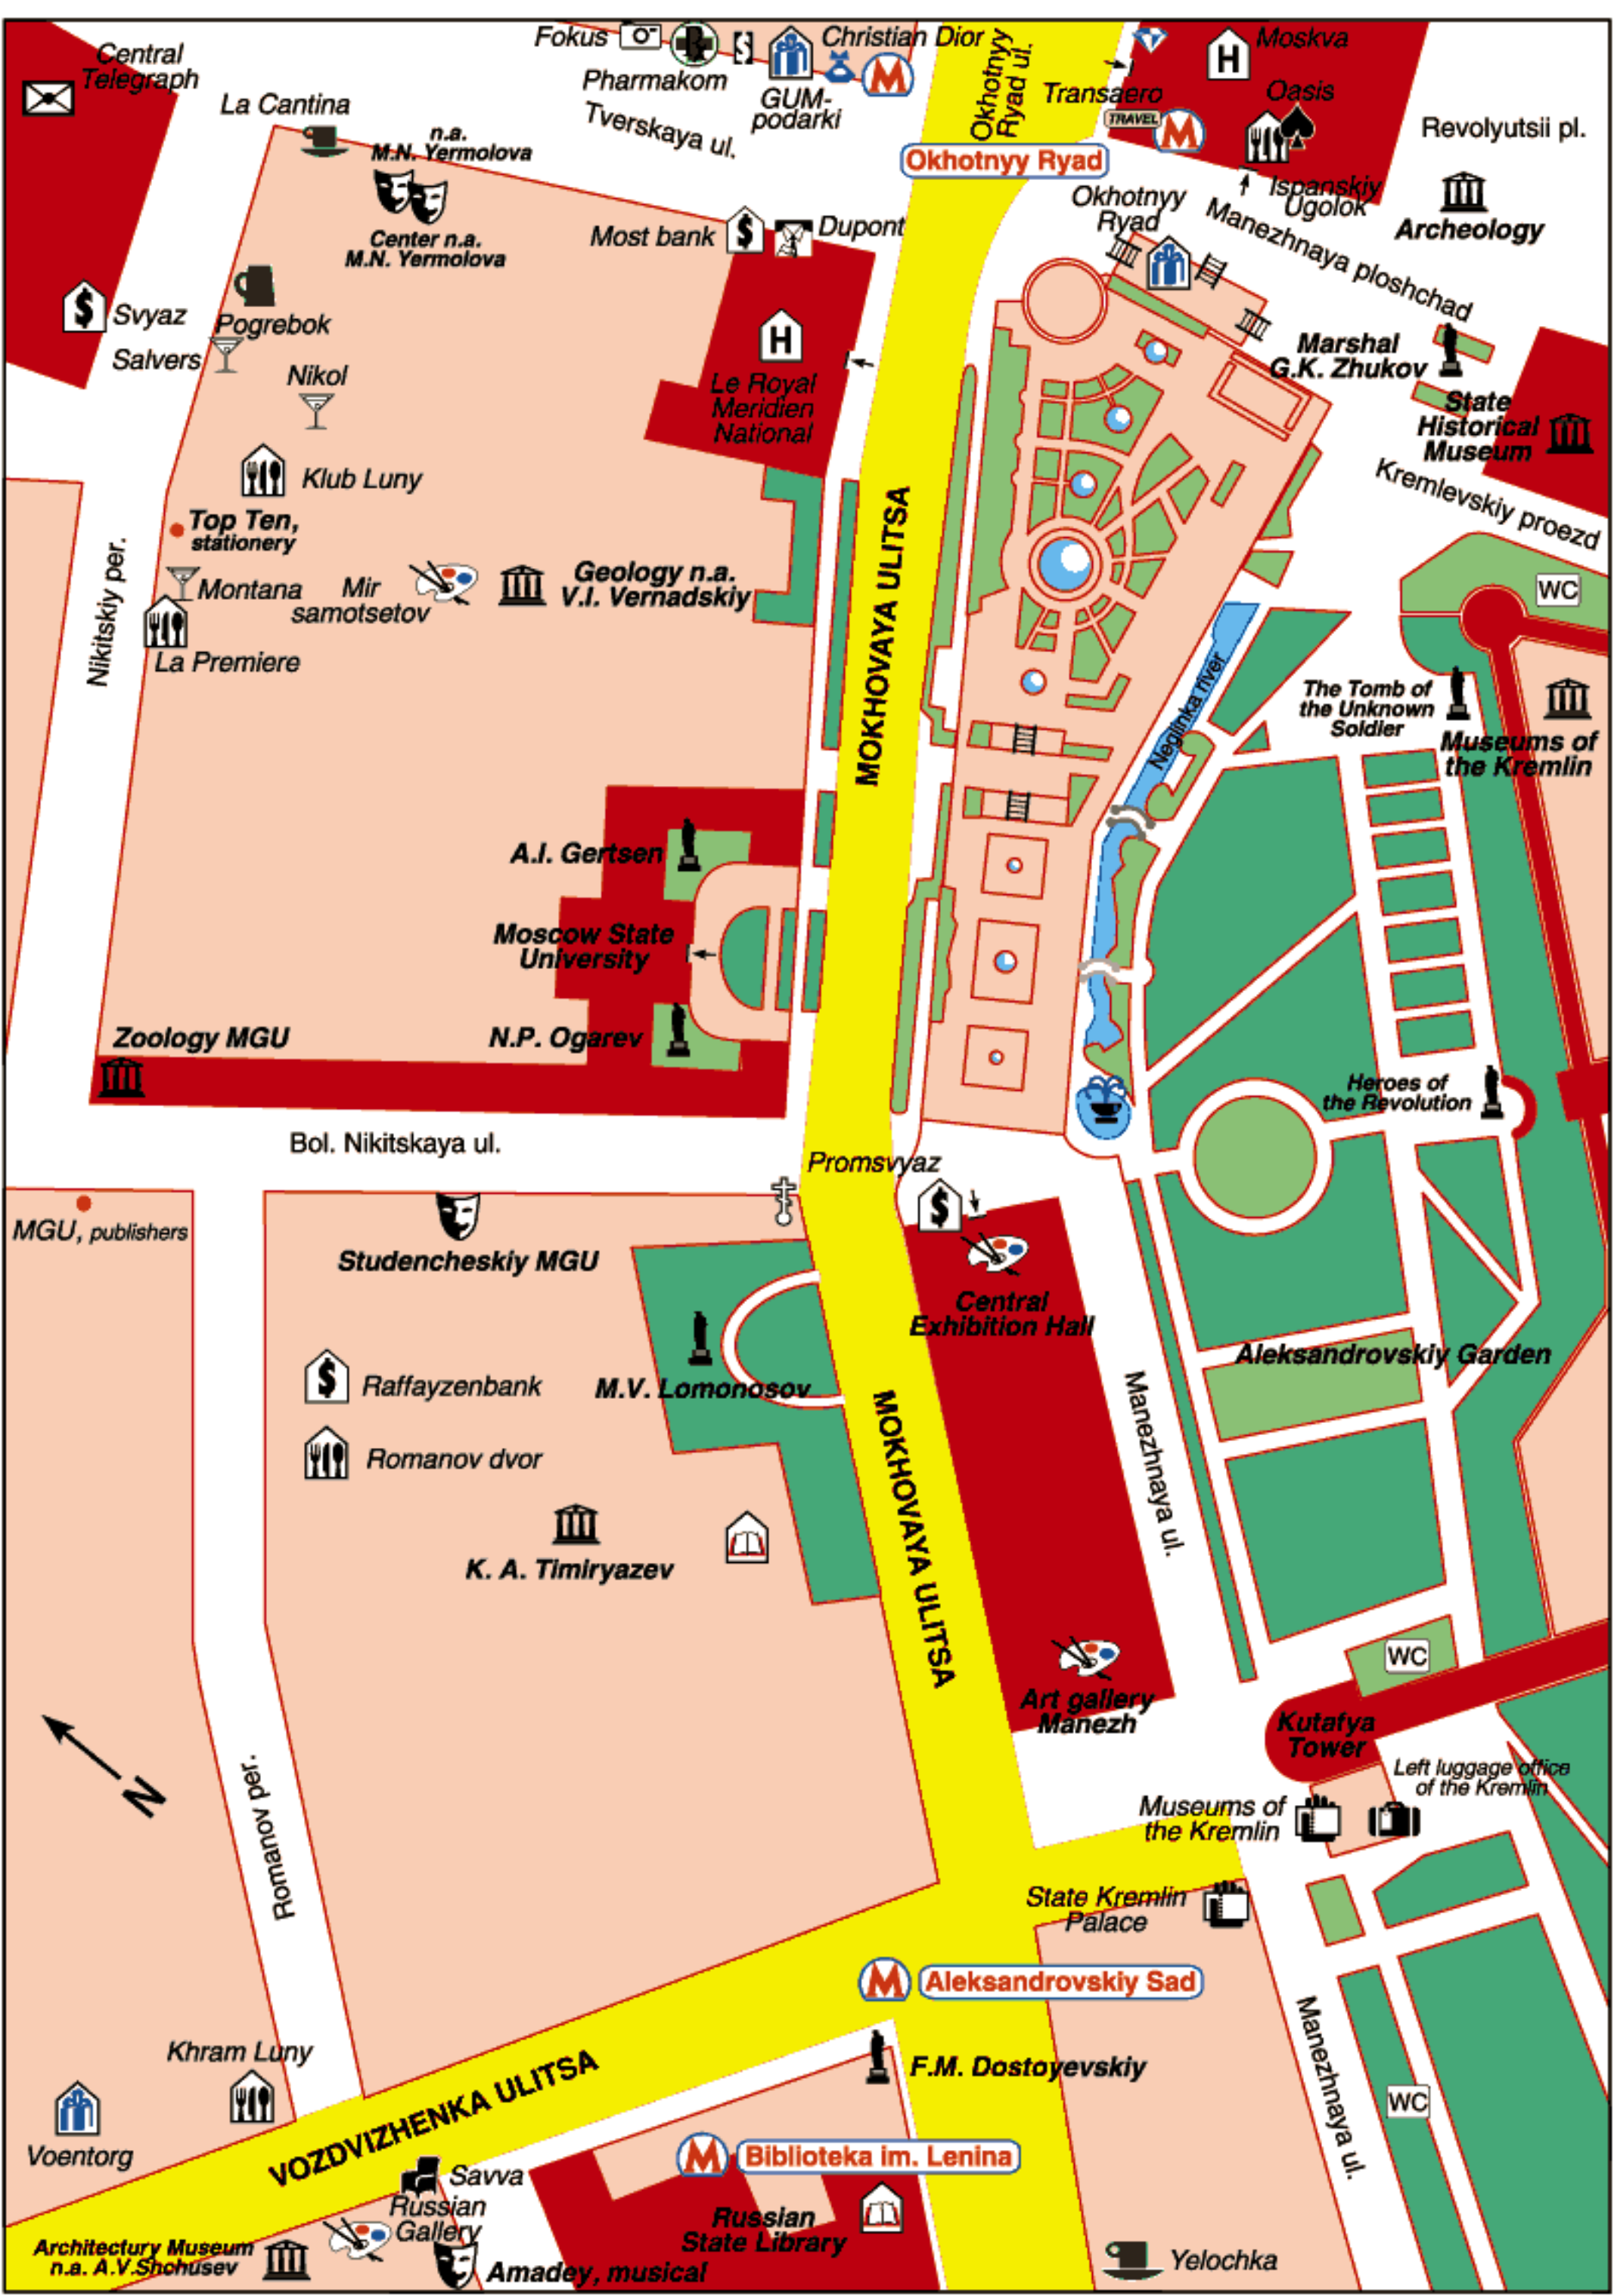 Central
Telegraph
La Cantina
n.a.
M.N. Yermolova
Center n.a.
M.N. Yermolova
Fokus
Pharmakom
GUM-
podarki
Christian Dior
M
Tverskaya ul.
Okhotnyy
Ryad ul.
Transaero
TRAVEL
M
H
Moskva
Oasis
Ispanskiy
Ugolok
Revolyutsii pl.
Archeology
Okhotnyy Ryad
Okhotnyy
Ryad
Manezhnaya ploshchad
Most bank
$
Dupont
$
Svyaz
Pogrebok
Salvers
Nikol
H
Le Royal
Meridien
National
Marshal
G.K. Zhukov
State
Historical
Museum
Kremlevskiy proezd
Klub Luny
Top Ten,
stationery
Montana
Mir
samotsetov
Geology n.a.
V.I. Vernadskiy
La Premiere
Nikitskiy per.
MOKHOVAYA ULITSA
WC
Neglinka river
The Tomb of
the Unknown
Soldier
Museums of
the Kremlin
A.I. Gertsen
Moscow State
University
N.P. Ogarev
Zoology MGU
Heroes of
the Revolution
Bol. Nikitskaya ul.
Promsvyaz
$
MGU, publishers
Studencheskiy MGU
Central
Exhibition Hall
Aleksandrovskiy Garden
$
Raffayzenbank
M.V. Lomonosov
Romanov dvor
K. A. Timiryazev
MOKHOVAYA ULITSA
Manezhnaya ul.
Art gallery
Manezh
WC
Kutafya
Tower
Left luggage office
of the Kremlin
Museums of
the Kremlin
N
Romanov per.
State Kremlin
Palace
M
Aleksandrovskiy Sad
F.M. Dostoyevskiy
Khram Luny
Voentorg
VOZDVIZHENKA ULITSA
M
Biblioteka im. Lenina
Manezhnaya ul.
WC
Savva
Russian
Gallery
Russian
State Library
Architectury Museum
n.a. A.V.Shohusev
Amadey, musical
Yelochka